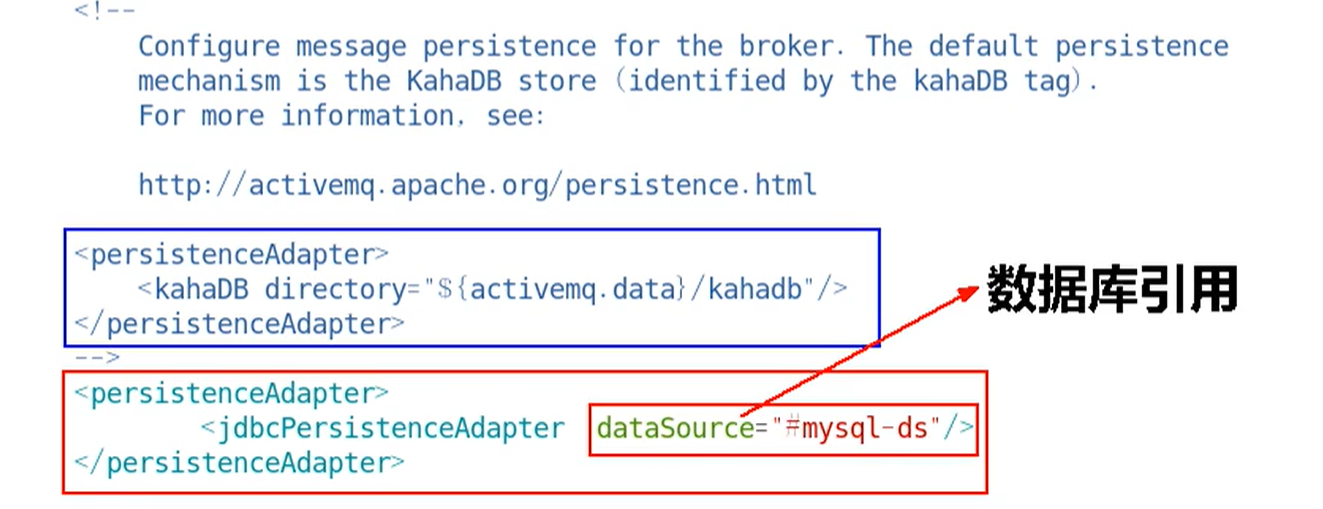 <!--
Configure message persistence for the broker. The default persistence
mechanism is the KahaDB store (identified by the kahaDB tag).
For more information, see:
http://activemq.apache.org/persistence.html
<persistenceAdapter>
<kahaDB directory="${activemq.data}/kahadb"/>
</persistenceAdapter>
-->
<persistenceAdapter>
<jdbcPersistenceAdapter dataSource="#mysql-ds"/>
</persistenceAdapter>
数据库引用